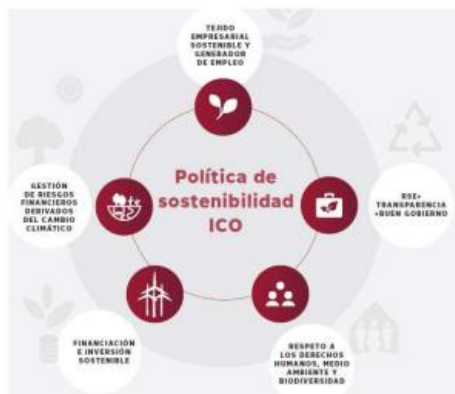 TEJIDO
EMPRESARIAL
SOSTENIBLE Y
GENERADOR
DE EMPLEO
Política de
sostenibilidad
ICO
GESTIÓN
DE RIESGOS
FINANCIEROS
DERIVADOS
DEL CAMBIO
CLIMÁTICO
RSE+
TRANSPARENCIA
+BUEN GOBIERNO
FINANCIACIÓN
E INVERSIÓN
SOSTENIBLE
RESPETO A
LOS DERECHOS
HUMANOS, MEDIO
AMBIENTE Y
BIODIVERSIDAD